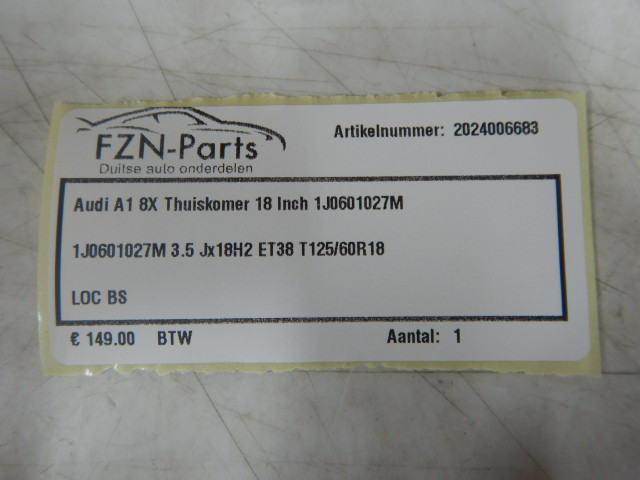 FZN-Parts
Duitse auto onderdelen
Artikelnummer: 2024006683
Audi A1 8X Thuiskomer 18 Inch 1J0601027M
1J0601027M 3.5 Jx18H2 ET38 T125/60R18
LOC BS
€ 149.00 BTW Aantal: 1